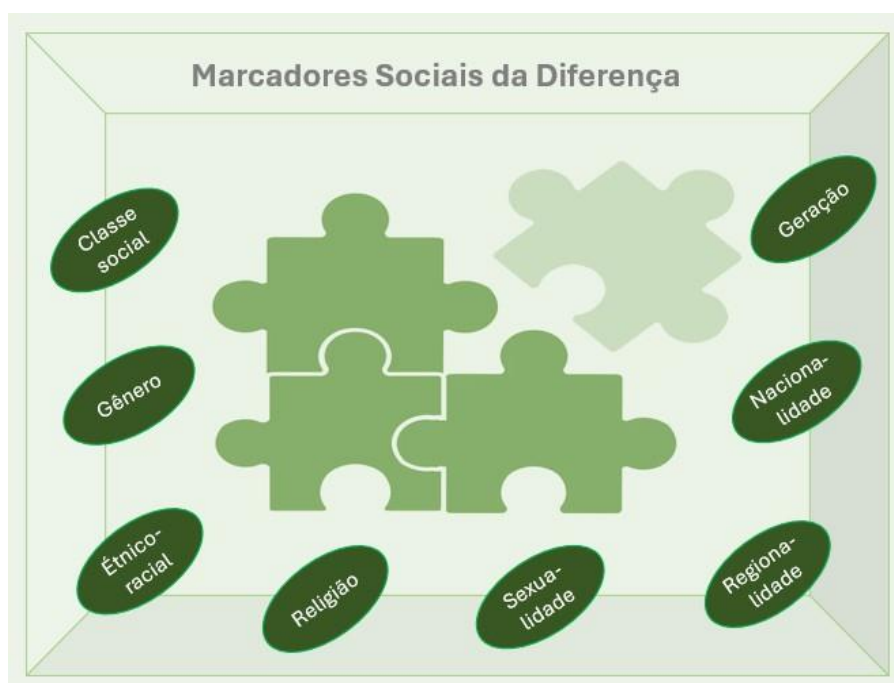 Marcadores Sociais da Diferença
Classe
social
Gênero
Étnico-
racial
Religião
Sexua-
lidade
Regiona-
lidade
Naciona-
lidade
Geração